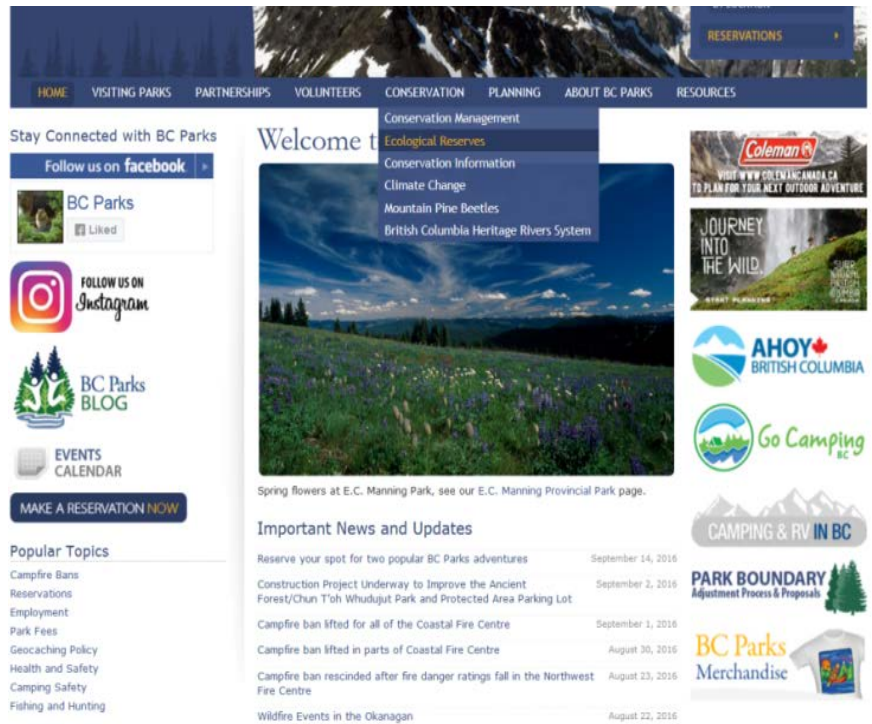 RESERVATIONS
HOME VISITING PARKS PARTNERSHIPS VOLUNTEERS CONSERVATION PLANNING ABOUT BC PARKS RESOURCES
Conservation Management
Ecological Reserves
Conservation Information
Climate Change
Mountain Pine Beetles
British Columbia Heritage Rivers System
Stay Connected with BC Parks
Follow us on facebook
BC Parks
Liked
FOLLOW US ON
Instagram
BC Parks
BLOG
EVENTS
CALENDAR
MAKE A RESERVATION NOW
Popular Topics
Campfire Bans
Reservations
Employment
Park Fees
Geocaching Policy
Health and Safety
Camping Safety
Fishing and Hunting
Welcome t
Spring flowers at E.C. Manning Park, see our E.C. Manning Provincial Park page.
Important News and Updates
Reserve your spot for two popular BC Parks adventures September 14, 2016
Construction Project Underway to Improve the Ancient September 2, 2016
Forest/Chun T'oh Whudujut Park and Protected Area Parking Lot
Campfire ban lifted for all of the Coastal Fire Centre September 1, 2016
Campfire ban lifted in parts of Coastal Fire Centre August 30, 2016
Campfire ban rescinded after fire danger ratings fall in the Northwest August 23, 2016
Fire Centre
Wildfire Events in the Okanagan August 22, 2016
Coleman
VISIT WWW.COLEMANCANADA.CA
TO PLAN FOR YOUR NEXT OUTDOOR ADVENTURE
JOURNEY
INTO
THE WILD.
START PLANNING
AHOY
BRITISH COLUMBIA
Go Camping
BC
CAMPING & RV IN BC
PARK BOUNDARY
Adjustment Process & Proposals
BC Parks
Merchandise